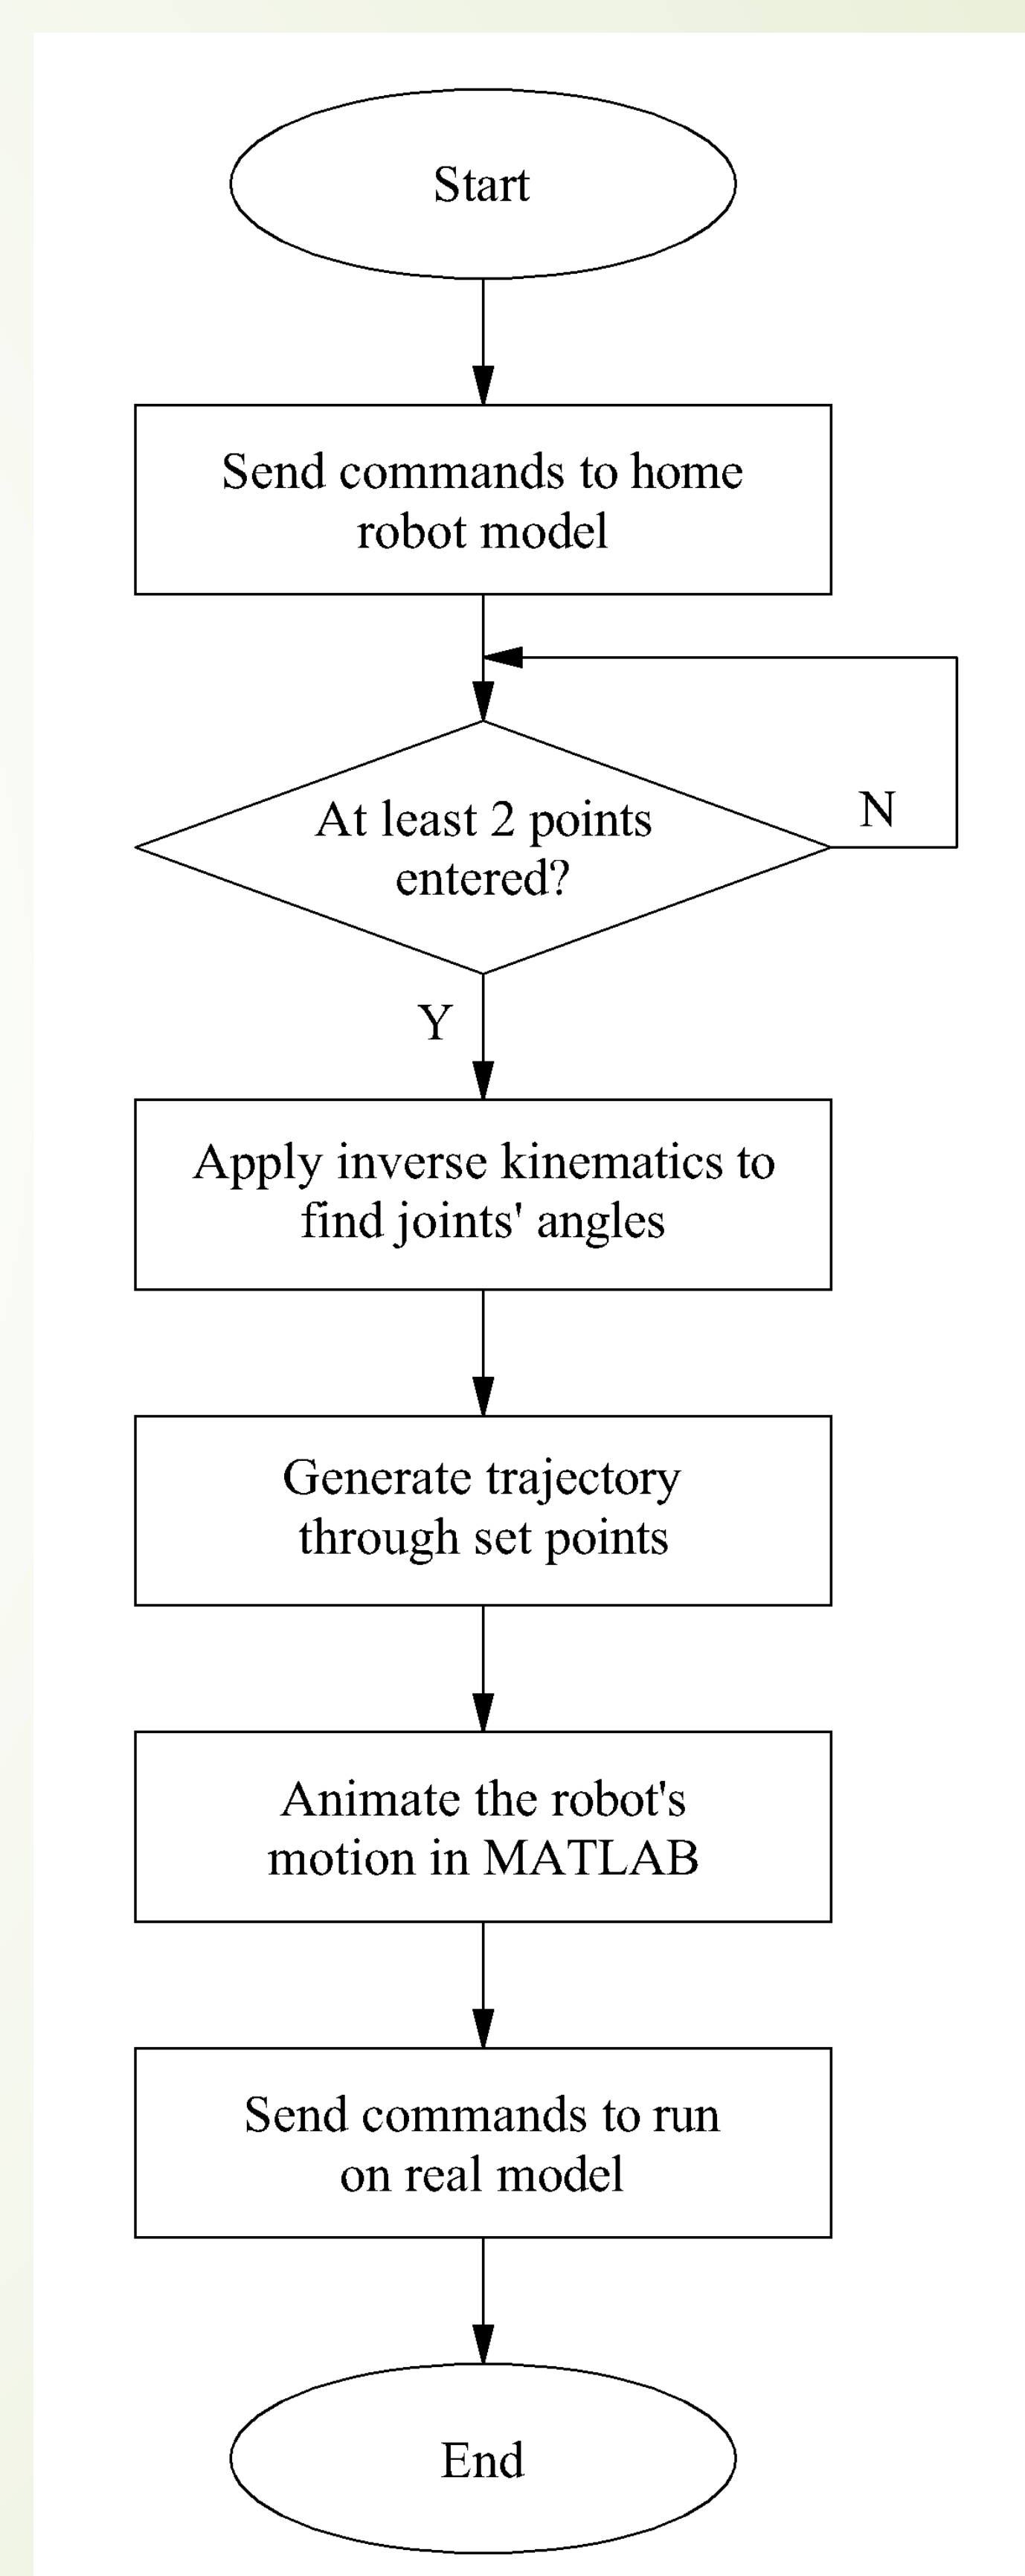 Start
Send commands to home
robot model
At least 2 points
entered?
N
Y
Apply inverse kinematics to
find joints' angles
Generate trajectory
through set points
Animate the robot's
motion in MATLAB
Send commands to run
on real model
End